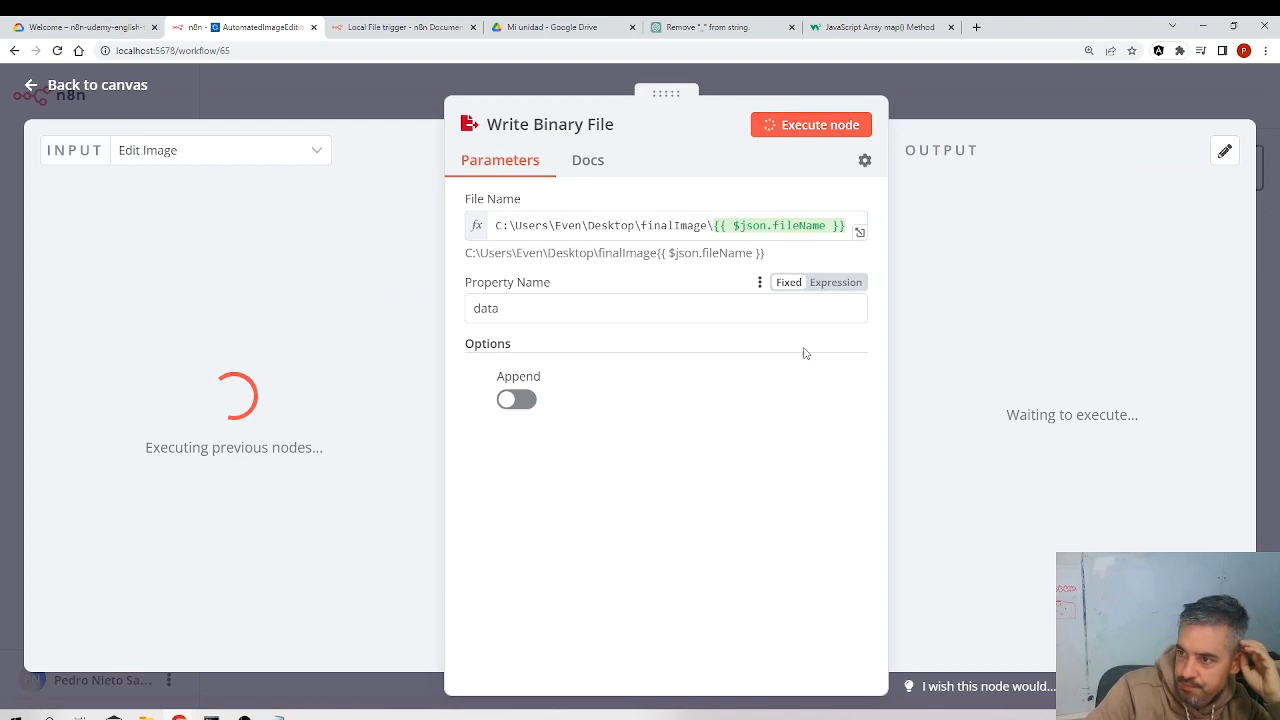 Welcome – n8n-udemy-english-
n8n - AutomatedImageEditin
Local File trigger - n8n Documen
Mi unidad - Google Drive
Remove "_" from string.
JavaScript Array map() Method
localhost:5678/workflow/65
P
Back to canvas
n8n
Write Binary File
Execute node
INPUT Edit Image
OUTPUT
Parameters Docs
File Name
fx C:\Users\Even\Desktop\finalImage\{{ $json.fileName }}
C:\Users\Even\Desktop\finalImage{{ $json.fileName }}
Property Name
Fixed Expression
data
Options
Append
Executing previous nodes...
Waiting to execute...
PN Pedro Nieto Sa...
I wish this node would...